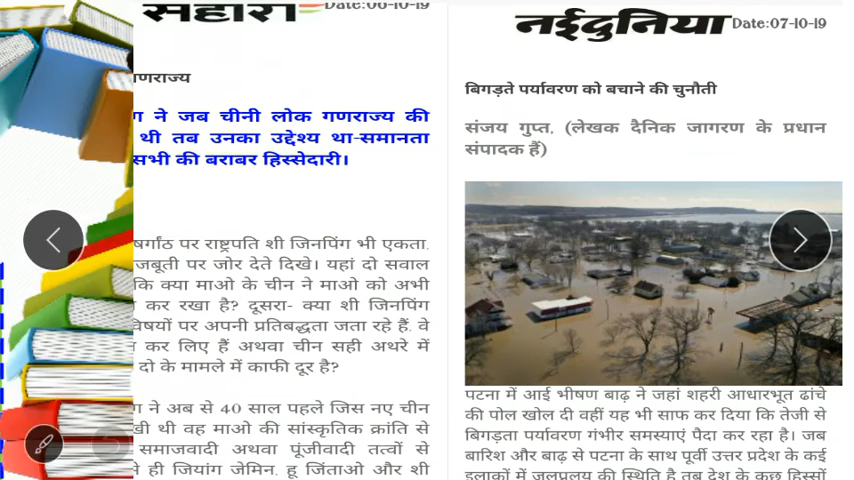 सहारा
Date:06-10-19
गणराज्य
ने जब चीनी लोक गणराज्य की
थी तब उनका उद्देश्य था-समानता
सभी की बराबर हिस्सेदारी।
पर राष्ट्रपति शी जिनपिंग भी एकता.
पर जोर देते दिखे। यहां दो सवाल
कि क्या माओ के चीन ने माओ को अभी
कर रखा है? दूसरा- क्या शी जिनपिंग
पर अपनी प्रतिबद्धता जता रहे हैं. वे
कर लिए हैं अथवा चीन सही अथरे में
दो के मामले में काफी दूर है?
ने अब से 40 साल पहले जिस नए चीन
थी वह माओ की सांस्कृतिक क्रांति से
समाजवादी अथवा पूंजीवादी तत्वों से
ही जियांग जेमिन. हू जिंताओ और शी
नईदुनिया Date:07-10-19
बिगड़ते पर्यावरण को बचाने की चुनौती
संजय गुप्त, (लेखक दैनिक जागरण के प्रधान
संपादक हैं)
पटना में आई भीषण बाढ़ ने जहां शहरी आधारभूत ढांचे
की पोल खोल दी वहीं यह भी साफ कर दिया कि तेजी से
बिगड़ता पर्यावरण गंभीर समस्याएं पैदा कर रहा है। जब
बारिश और बाढ़ से पटना के साथ पूर्वी उत्तर प्रदेश के कई
इलाकों में जलप्रलय की स्थिति है तब देश के कुछ हिस्सों